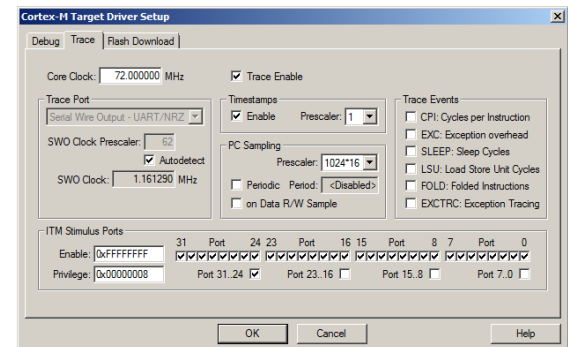 Cortex-M Target Driver Setup
Debug Trace Flash Download
Core Clock: 72.000000 MHz Trace Enable
Trace Port
Serial Wire Output - UART/NRZ
SWO Clock Prescaler: 62
Autodetect
SWO Clock: 1.161290 MHz
Timestamps
Enable Prescaler: 1
PC Sampling
Prescaler: 1024*16
Periodic Period: <Disabled>
on Data R/W Sample
Trace Events
CPI: Cycles per Instruction
EXC: Exception overhead
SLEEP: Sleep Cycles
LSU: Load Store Unit Cycles
FOLD: Folded Instructions
EXCTRC: Exception Tracing
ITM Stimulus Ports
31 Port 24 23 Port 16 15 Port 8 7 Port 0
Enable: 0xFFFFFFFF
Privilege: 0x00000008 Port 31..24 Port 23..16 Port 15..8 Port 7..0
OK Cancel Help